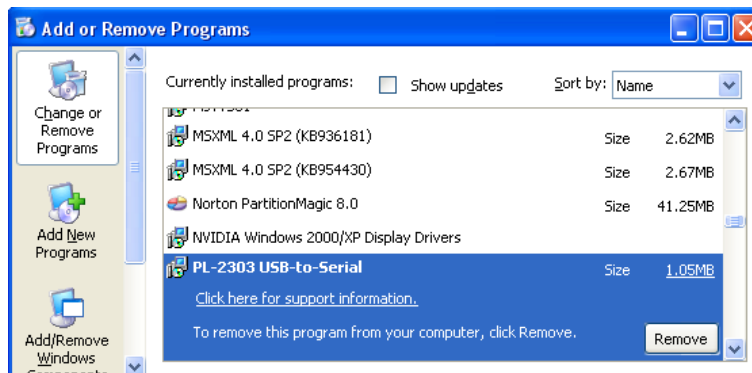 Add or Remove Programs
Change or
Remove
Programs
Add New
Programs
Add/Remove
Windows
Components
Currently installed programs: Show updates Sort by: Name
MSXML 4.0 SP2 (KB936181) Size 2.62MB
MSXML 4.0 SP2 (KB954430) Size 2.67MB
Norton PartitionMagic 8.0 Size 41.25MB
NVIDIA Windows 2000/XP Display Drivers
PL-2303 USB-to-Serial Size 1.05MB
Click here for support information.
To remove this program from your computer, click Remove. Remove